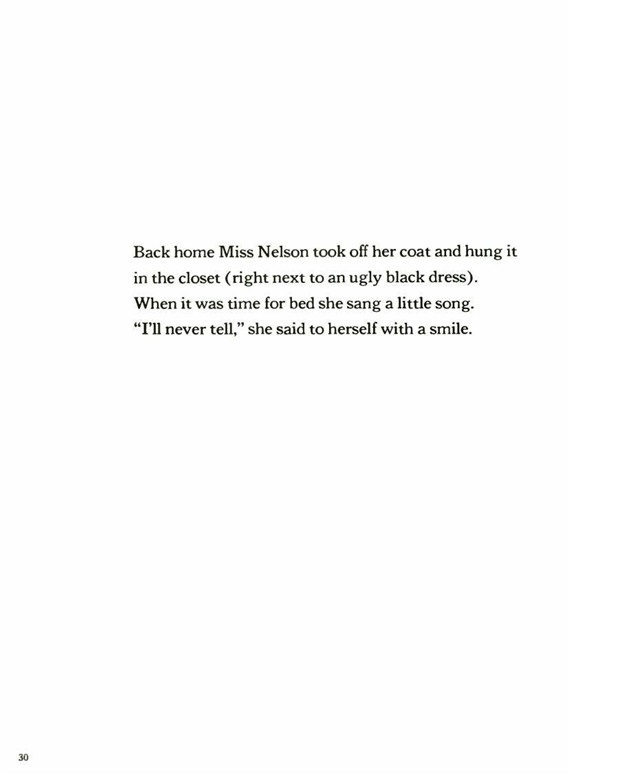 Back home Miss Nelson took off her coat and hung it
in the closet (right next to an ugly black dress).
When it was time for bed she sang a little song.
“I’ll never tell,” she said to herself with a smile.
30